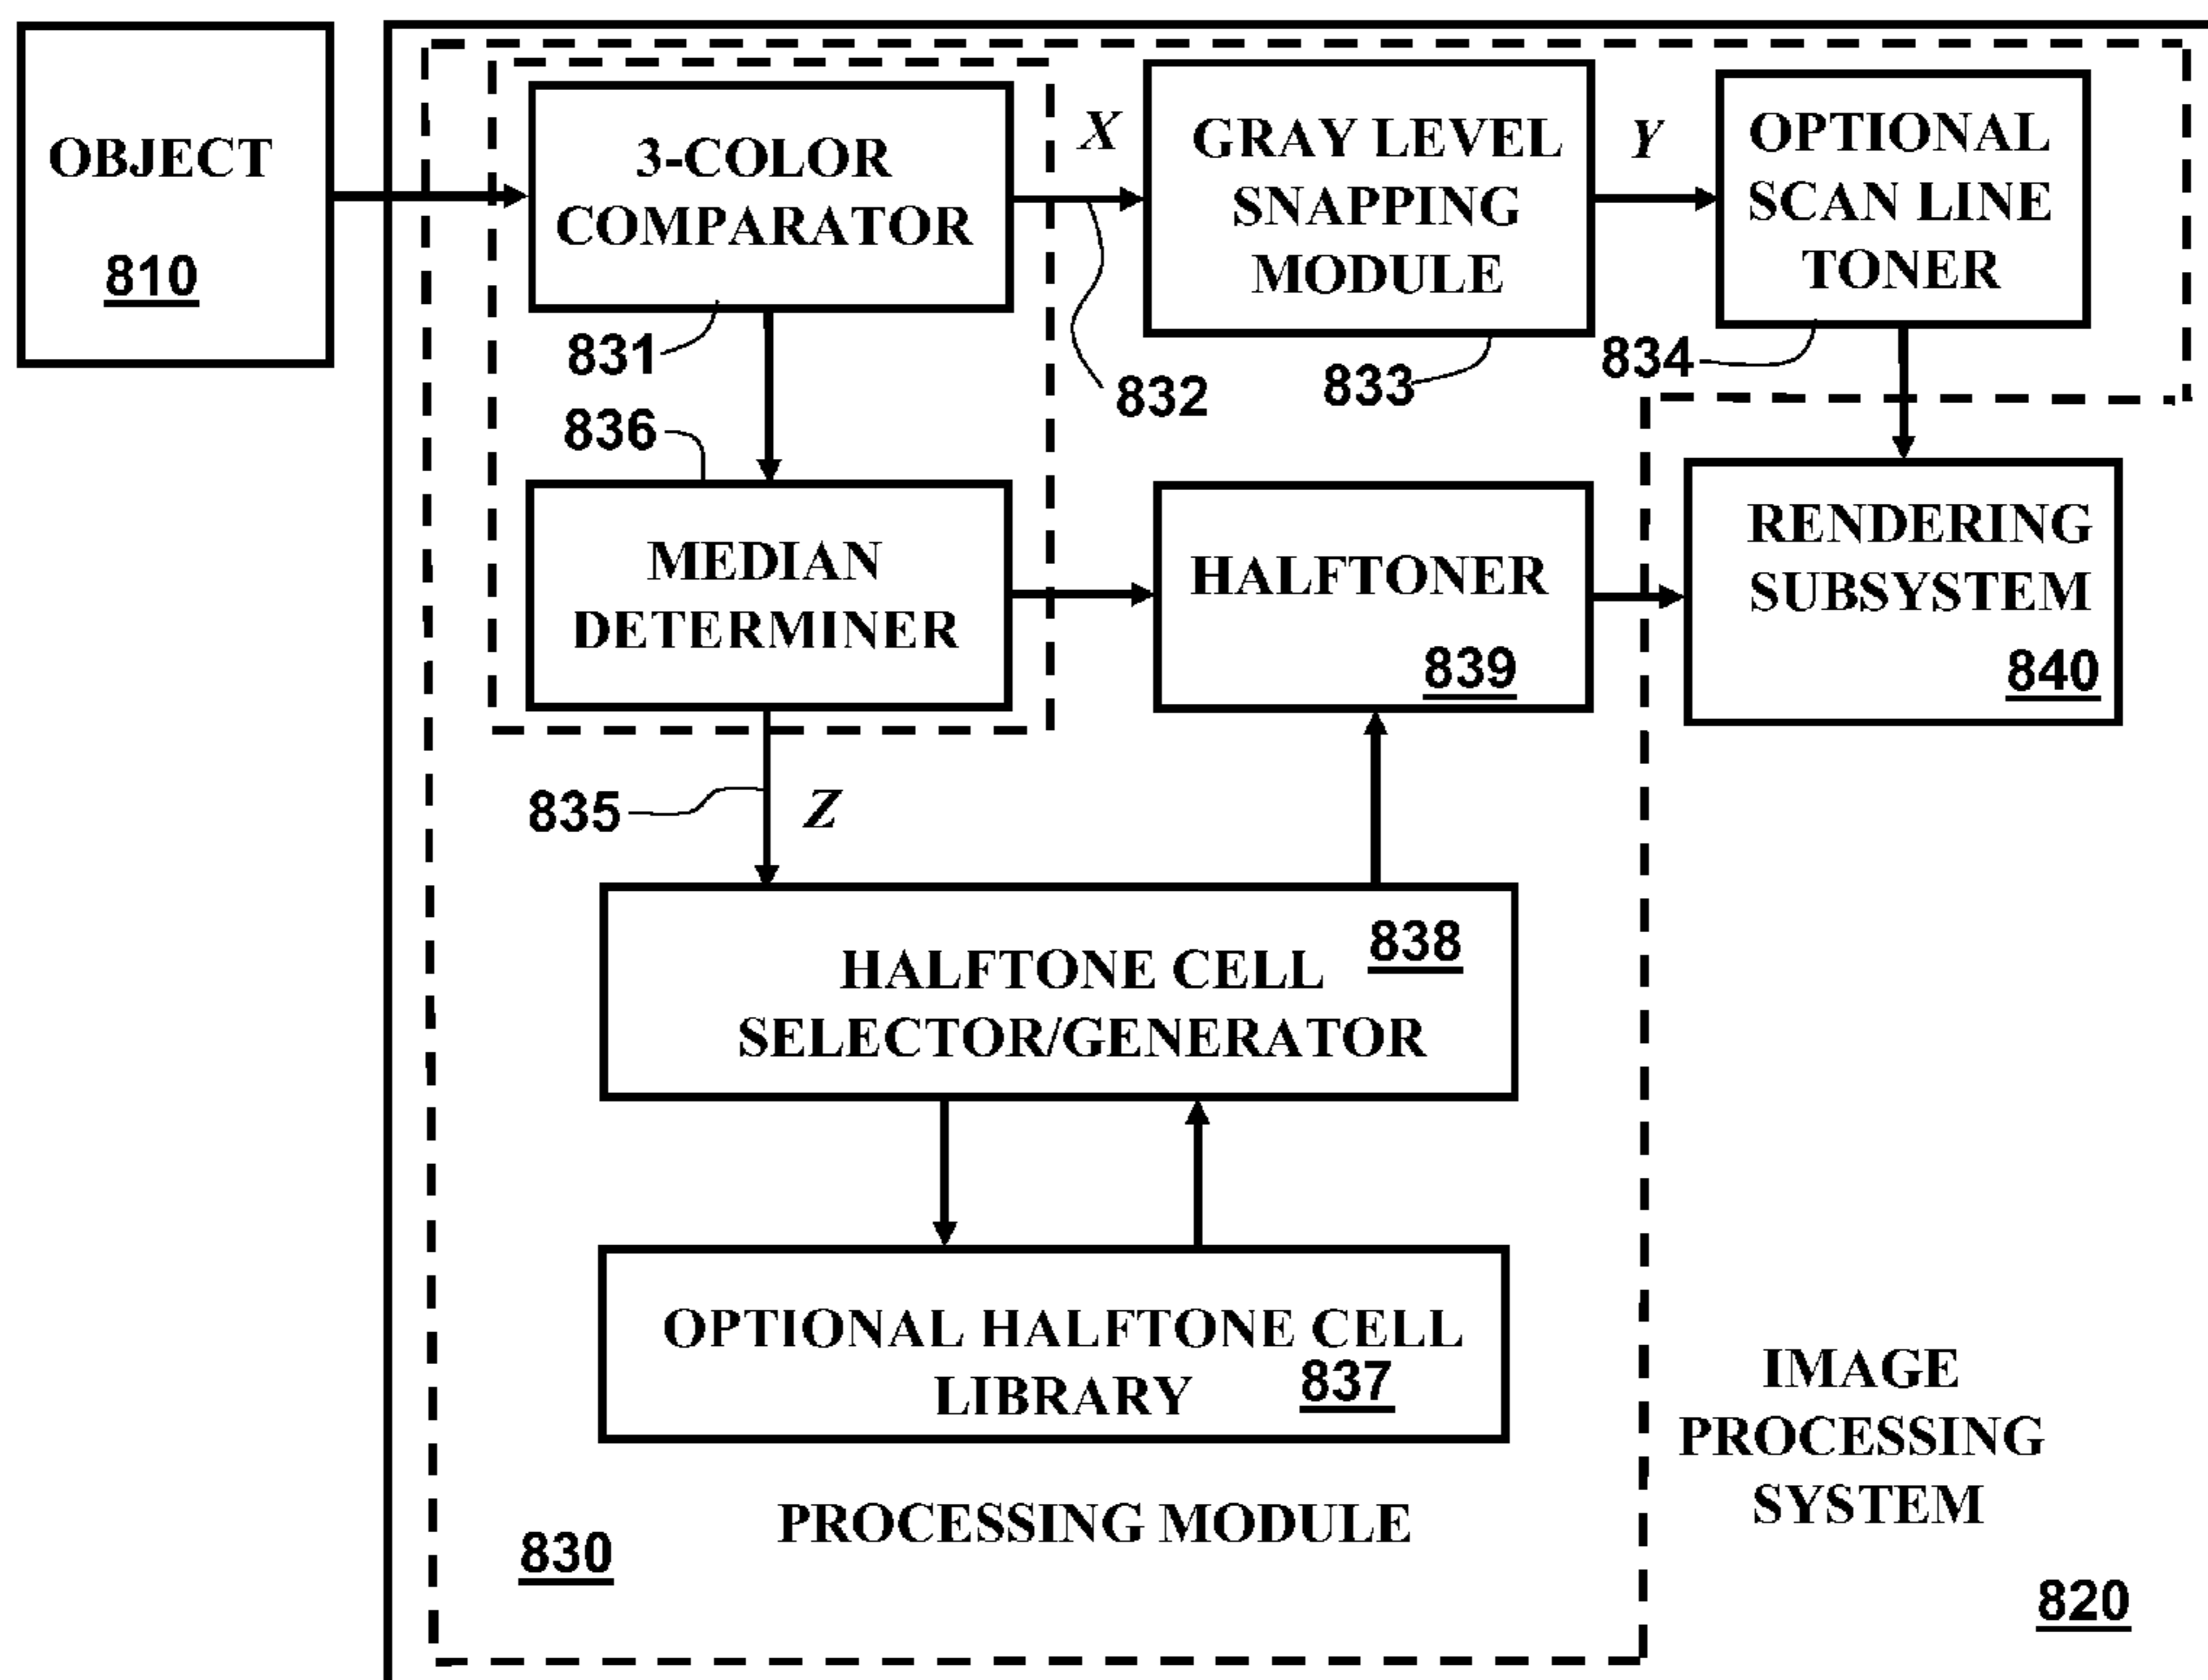 OBJECT
810
3-COLOR
COMPARATOR
831
X
832
GRAY LEVEL
SNAPPING
MODULE
833
Y
OPTIONAL
SCAN LINE
TONER
834
836
MEDIAN
DETERMINER
HALFTONER
839
RENDERING
SUBSYSTEM
840
835
Z
838
HALFTONE CELL
SELECTOR/GENERATOR
OPTIONAL HALFTONE CELL
LIBRARY 837
PROCESSING MODULE
830
IMAGE
PROCESSING
SYSTEM
820